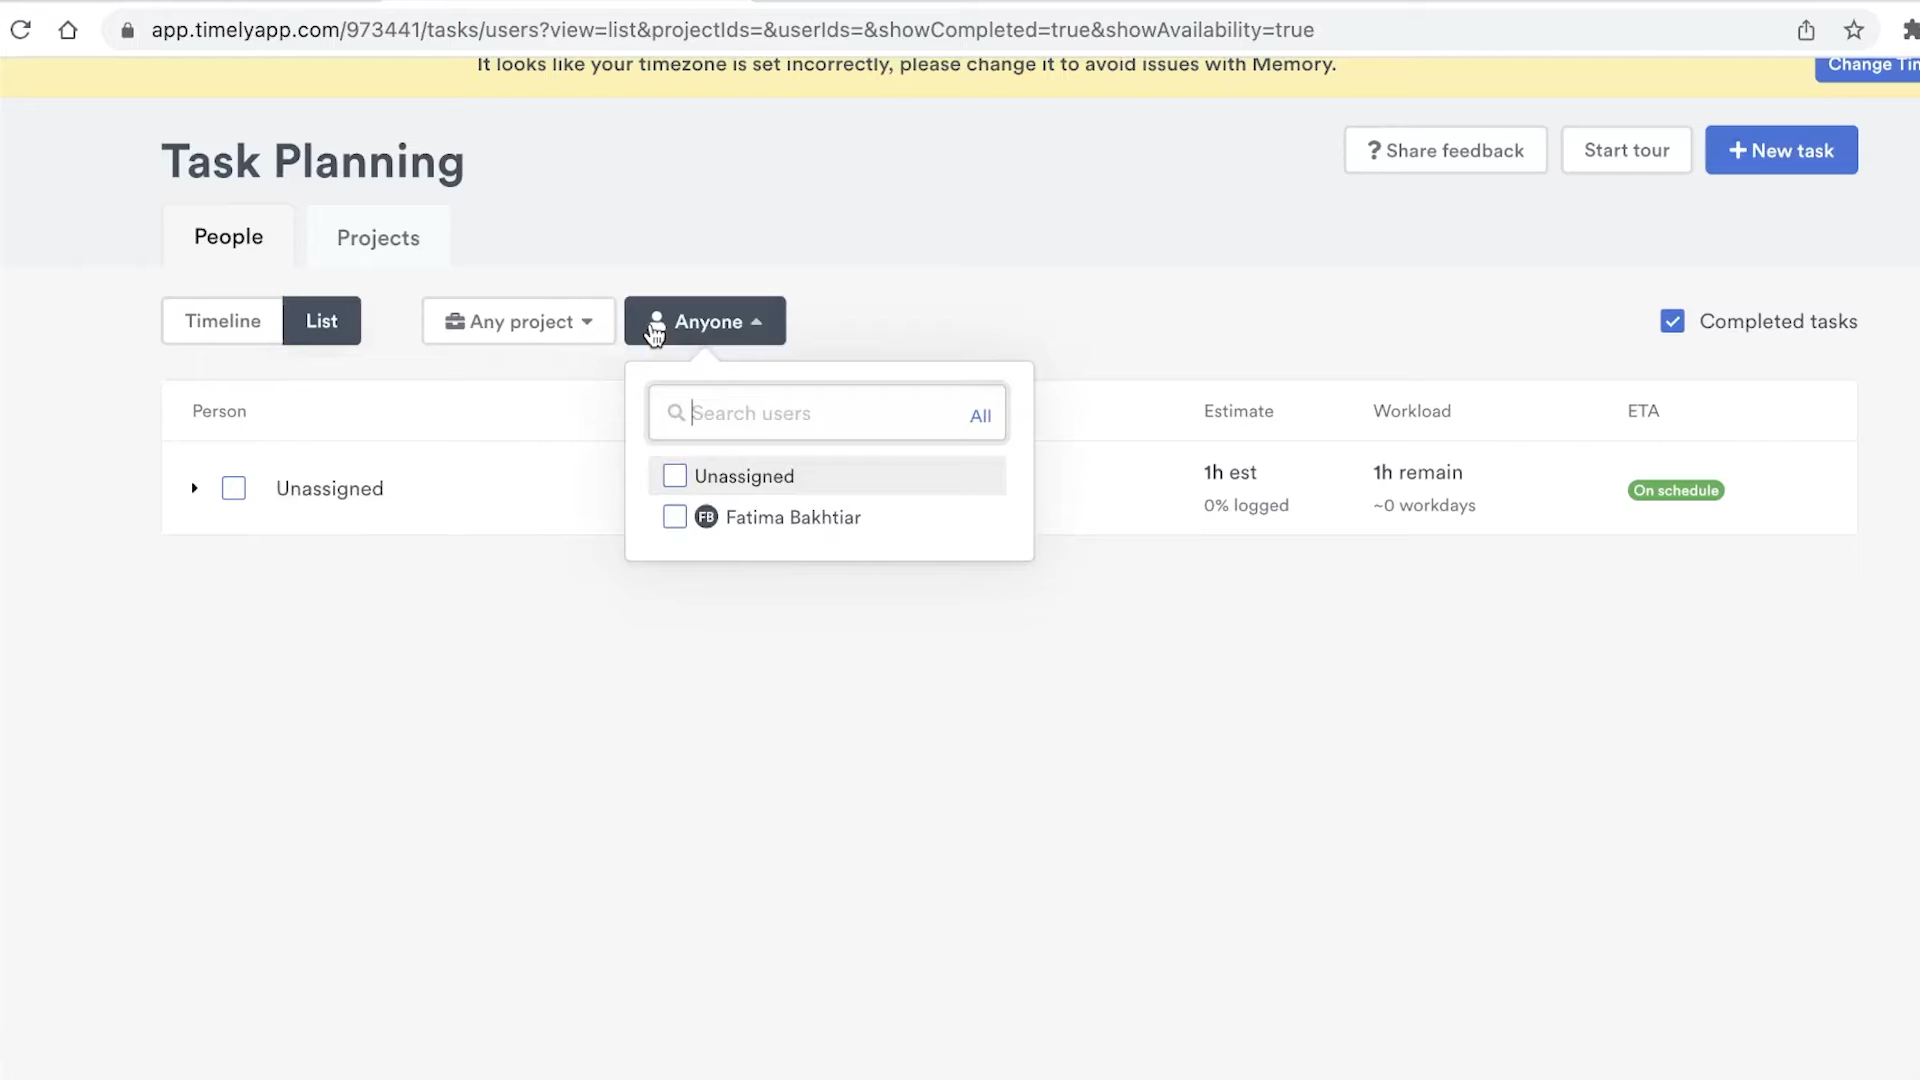 app.timelyapp.com/973441/tasks/users?view=list&projectIds=&userIds=&showCompleted=true&showAvailability=true
It looks like your timezone is set incorrectly, please change it to avoid issues with Memory.
Change Tim
Task Planning
? Share feedback
Start tour
+ New task
People
Projects
Timeline
List
Any project
Anyone
Completed tasks
Person
Estimate
Workload
ETA
Search users
All
Unassigned
FB Fatima Bakhtiar
Unassigned
1h est
0% logged
1h remain
~0 workdays
On schedule